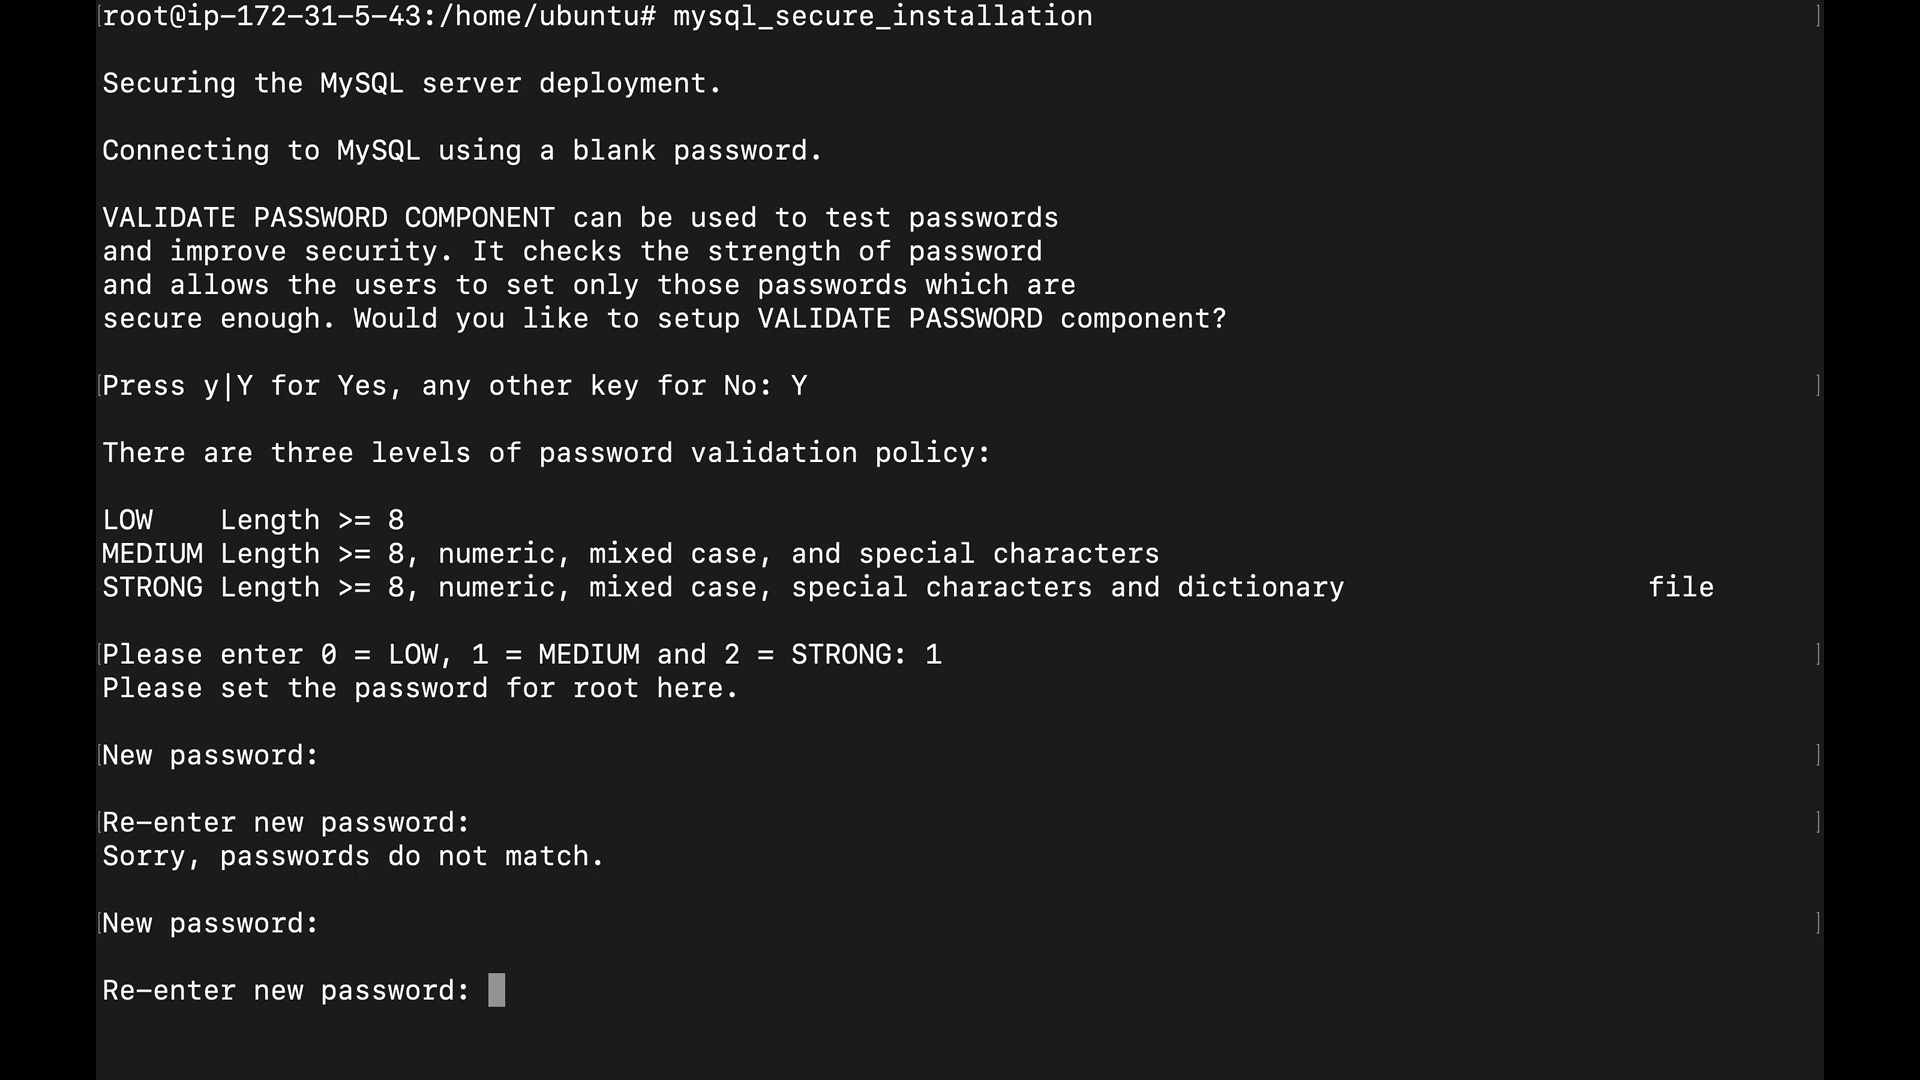 [root@ip-172-31-5-43:/home/ubuntu# mysql_secure_installation ]
Securing the MySQL server deployment.
Connecting to MySQL using a blank password.
VALIDATE PASSWORD COMPONENT can be used to test passwords
and improve security. It checks the strength of password
and allows the users to set only those passwords which are
secure enough. Would you like to setup VALIDATE PASSWORD component?
[Press y|Y for Yes, any other key for No: Y ]
There are three levels of password validation policy:
LOW    Length >= 8
MEDIUM Length >= 8, numeric, mixed case, and special characters
STRONG Length >= 8, numeric, mixed case, special characters and dictionary                  file
[Please enter 0 = LOW, 1 = MEDIUM and 2 = STRONG: 1 ]
Please set the password for root here.
[New password: ]
[Re-enter new password: ]
Sorry, passwords do not match.
[New password: ]
Re-enter new password: